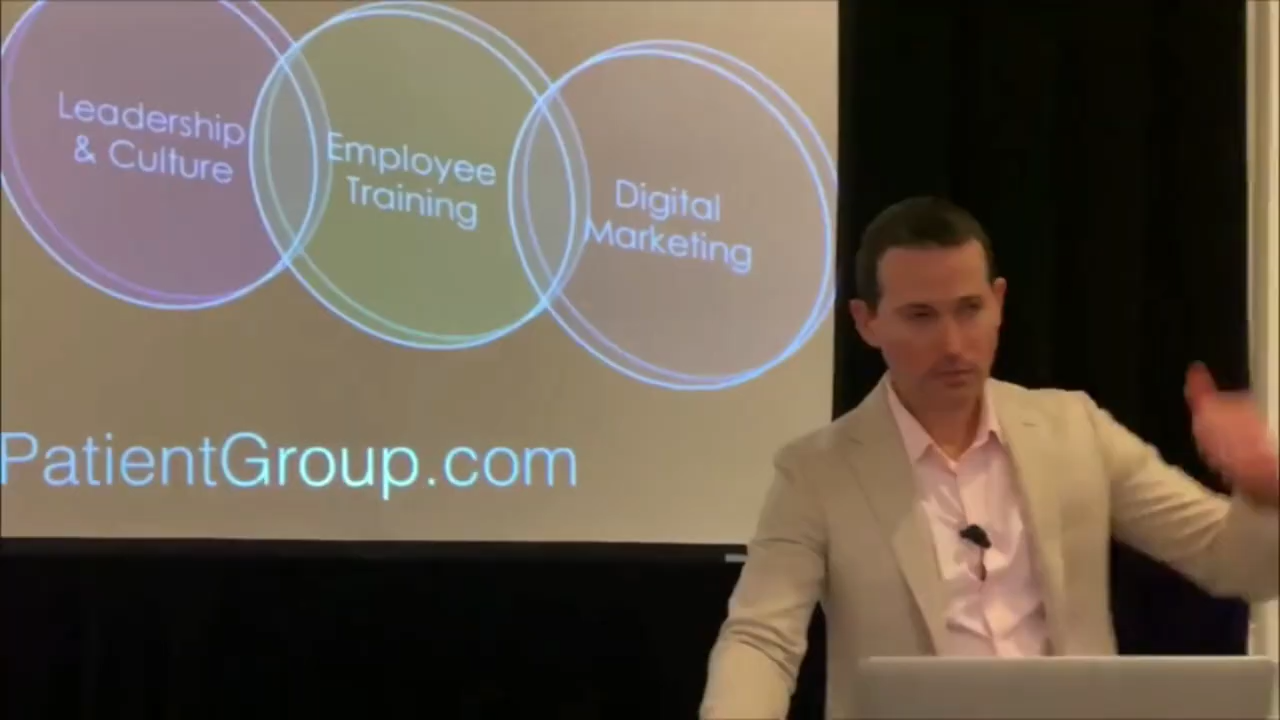 Leadership
& Culture
Employee
Training
Digital
Marketing
PatientGroup.com